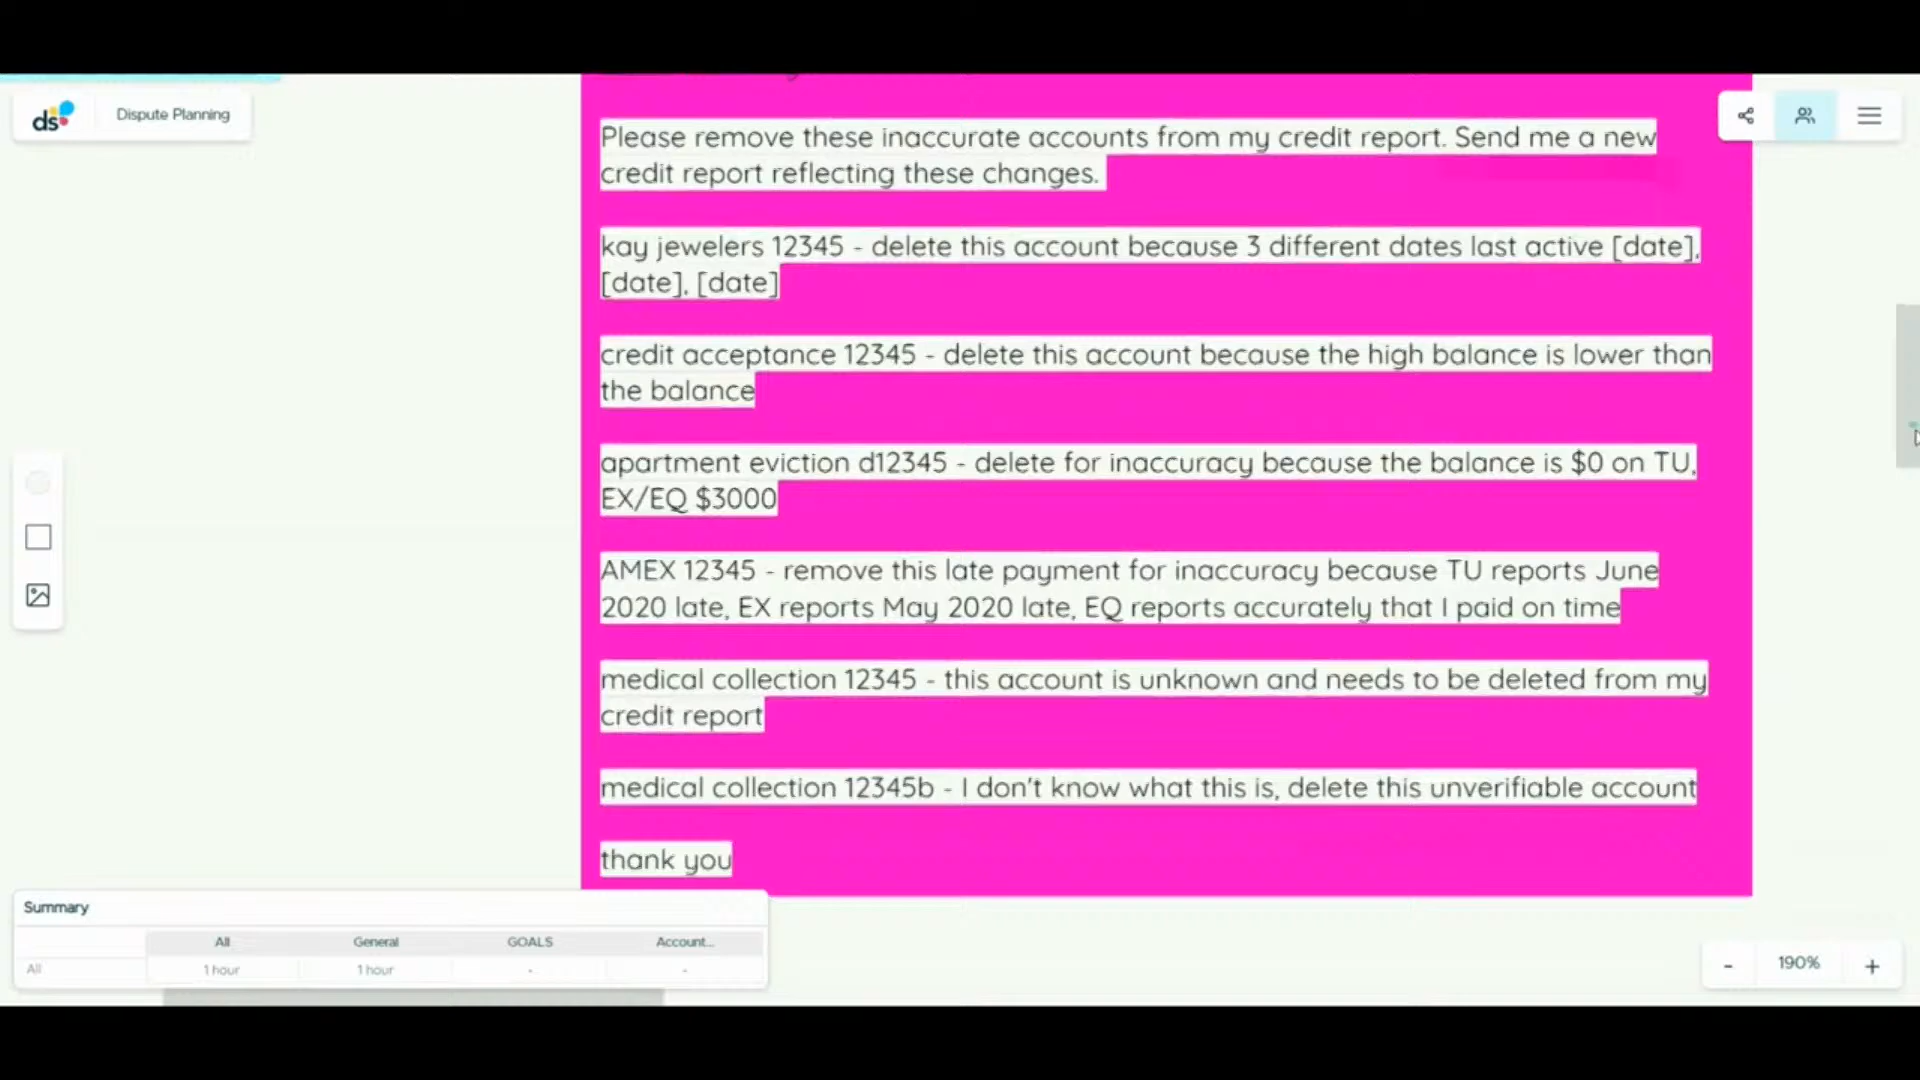 ds
Dispute Planning
Please remove these inaccurate accounts from my credit report. Send me a new
credit report reflecting these changes.
kay jewelers 12345 - delete this account because 3 different dates last active [date],
[date], [date]
credit acceptance 12345 - delete this account because the high balance is lower than
the balance
apartment eviction d12345 - delete for inaccuracy because the balance is $0 on TU,
EX/EQ $3000
AMEX 12345 - remove this late payment for inaccuracy because TU reports June
2020 late, EX reports May 2020 late, EQ reports accurately that I paid on time
medical collection 12345 - this account is unknown and needs to be deleted from my
credit report
medical collection 12345b - I don't know what this is, delete this unverifiable account
thank you
Summary
All General GOALS Account...
All 1 hour 1 hour - -
- 190% +